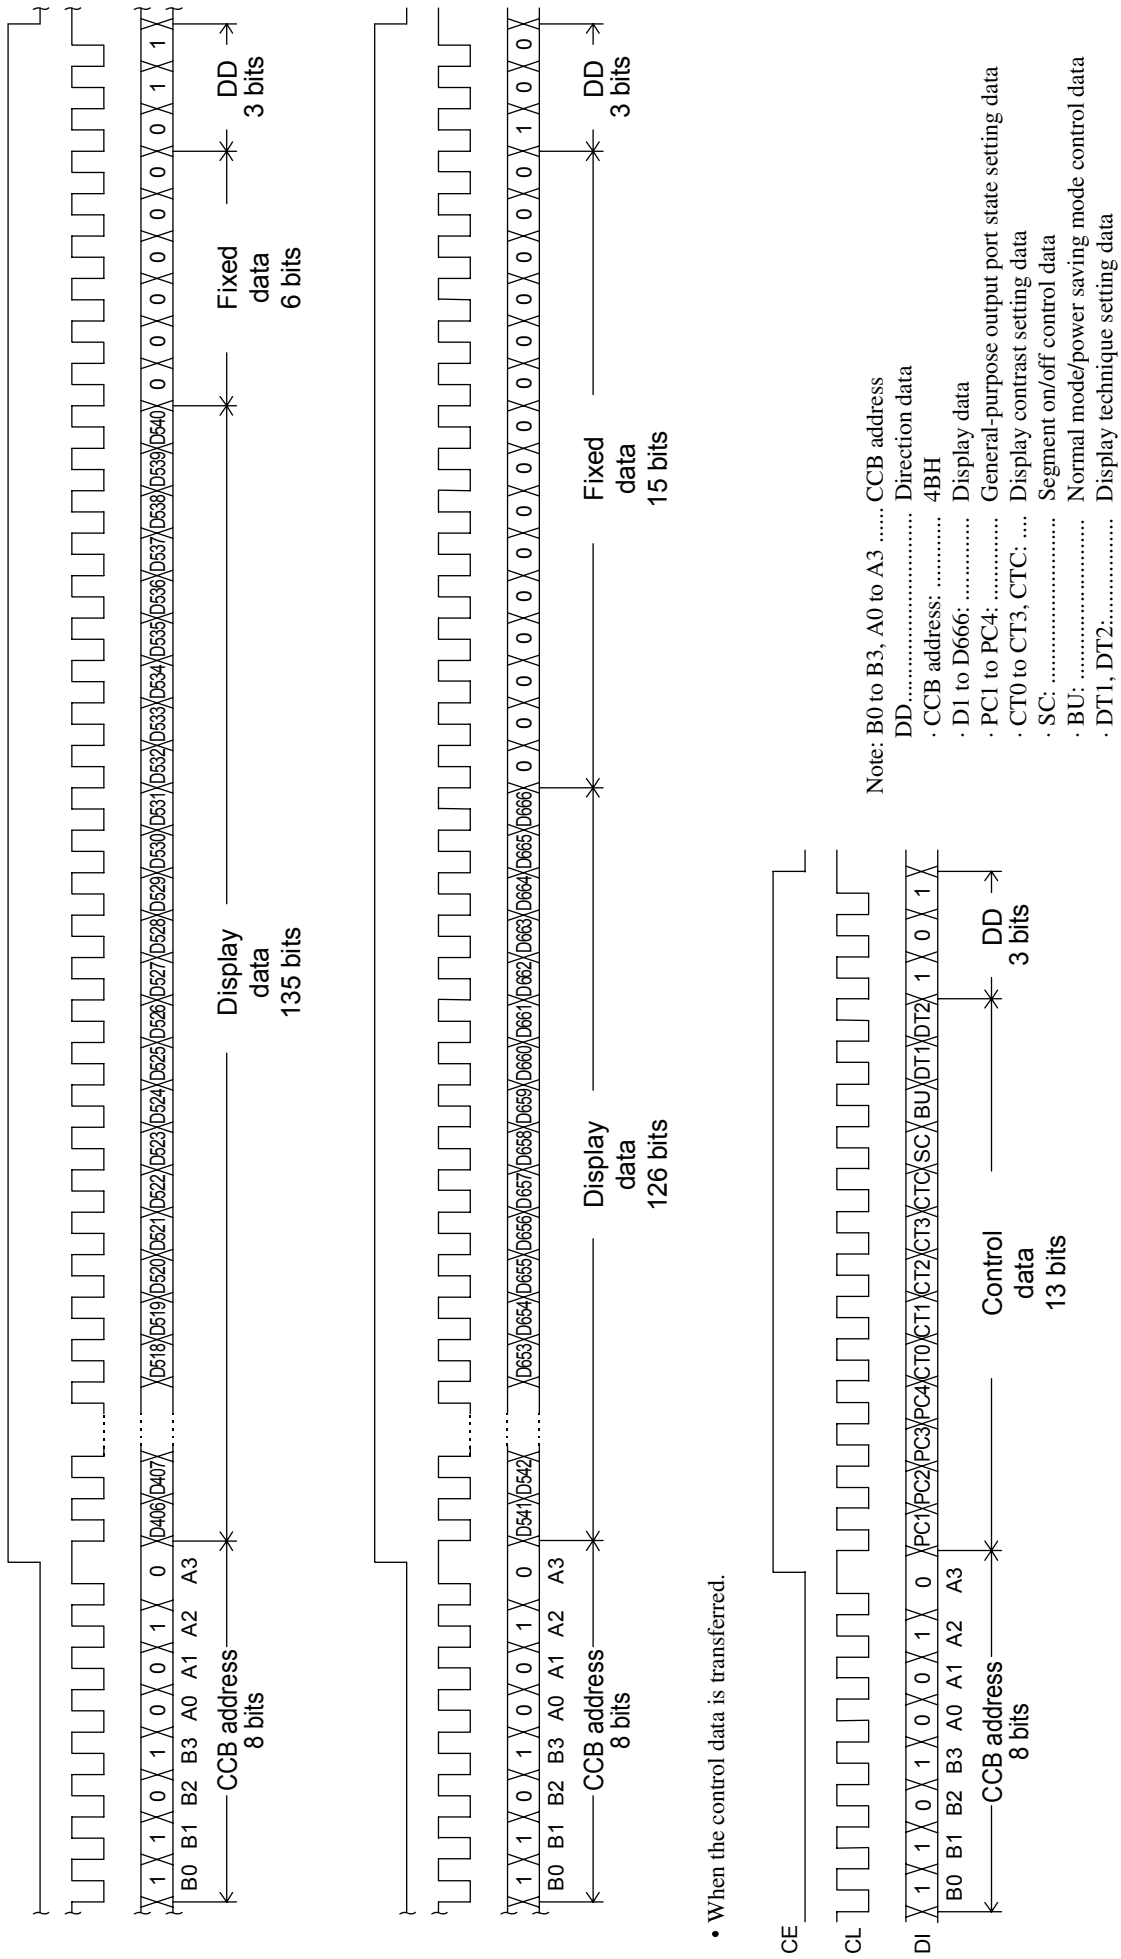 1 1 0 1 0 0 1 0 D406 D407 D518 D519 D520 D521 D522 D523 D524 D525 D526 D527 D528 D529 D530 D531 D532 D533 D534 D535 D536 D537 D538 D539 D540 0 0 0 0 0 0 0 1 1
B0 B1 B2 B3 A0 A1 A2 A3
CCB address
8 bits
Display
data
135 bits
Fixed
data
6 bits
DD
3 bits
1 1 0 1 0 0 1 0 D541 D542 D653 D654 D655 D656 D657 D658 D659 D660 D661 D662 D663 D664 D665 D666 0 0 0 0 0 0 0 0 0 0 0 0 0 0 0 1 0 0
B0 B1 B2 B3 A0 A1 A2 A3
CCB address
8 bits
Display
data
126 bits
Fixed
data
15 bits
DD
3 bits
• When the control data is transferred.
CE
CL
DI 1 1 0 1 0 0 1 0 PC1 PC2 PC3 PC4 CT0 CT1 CT2 CT3 CTC SC BU DT1 DT2 1 0 1
B0 B1 B2 B3 A0 A1 A2 A3
CCB address
8 bits
Control
data
13 bits
DD
3 bits
Note: B0 to B3, A0 to A3 ...... CCB address
DD................................. Direction data
· CCB address: .............. 4BH
· D1 to D666: ................ Display data
· PC1 to PC4: ................ General-purpose output port state setting data
· CT0 to CT3, CTC: .... Display contrast setting data
· SC: ............................. Segment on/off control data
· BU: ............................ Normal mode/power saving mode control data
· DT1, DT2:................... Display technique setting data